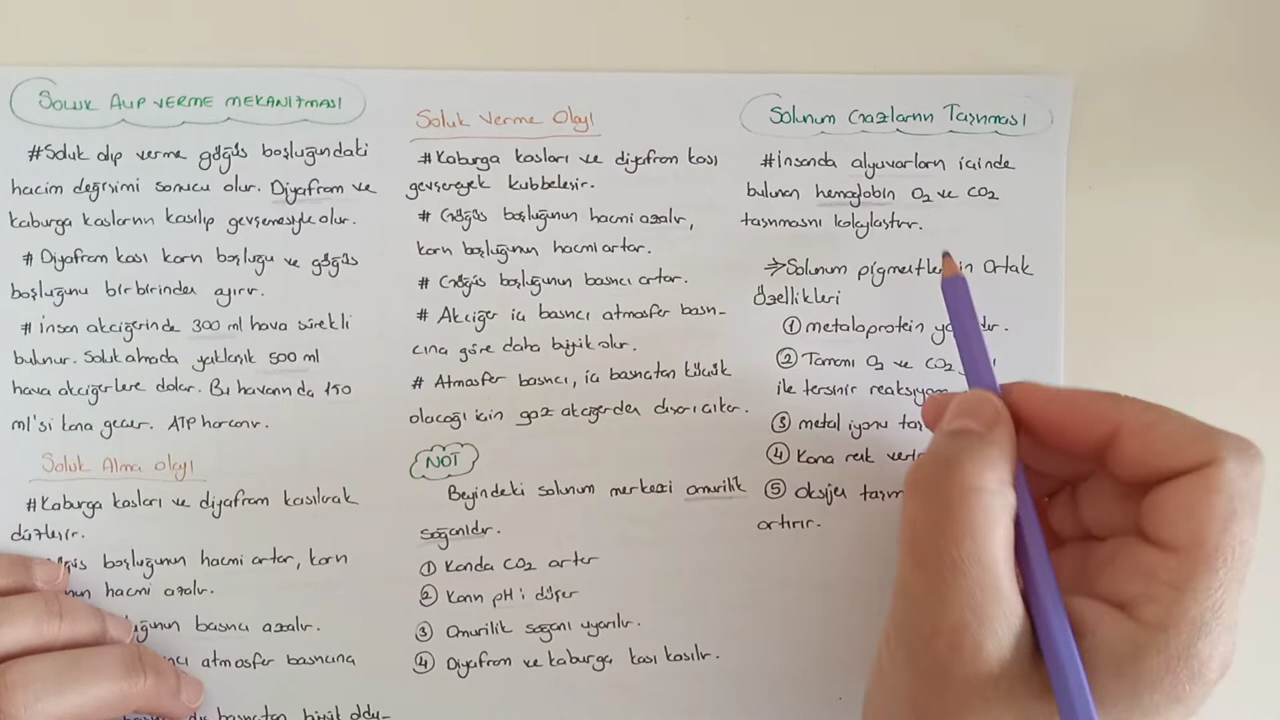 SOLUK ALIP VERME MEKANİZMASI
#Soluk alıp verme göğüs boşluğundaki
hacim değişimi sonucu olur. Diyafram ve
kaburga kaslarının kasılıp gevşemesiyle olur.
# Diyafram kası karın boşluğu ve göğüs
boşluğunu birbirinden ayırır.
# insan akciğerinde 300 ml hava sürekli
bulunur. Soluk almada yaklaşık 500 ml
hava akciğerlere dolar. Bu havanın da 150
ml'si kana geçer. ATP harcanır.
Soluk Alma olayı
#Kaburga kasları ve diyafram kasılarak
düzleşir.
boşluğunun hacmi artar, karın
hacmi azalır.
basıncı azalır.
atmosfer basıncına
basınçtan büyük oldu-
Soluk Verme Olayı
#Kaburga kasları ve diyafram kası
gevşeyerek kubbeleşir.
# Göğüs boşluğunun hacmi azalır,
karın boşluğunun hacmi artar.
# Göğüs boşluğunun basıncı artar.
# Akciğer iç basıncı atmosfer basın-
cına göre daha büyük olur.
# Atmosfer basıncı, iç basınçtan küçük
olacağı için gaz akciğerden dışarı çıkar.
NOT
Beyindeki solunum merkezi omurilik
soğanıdır.
① Kanda CO2 artar
② Kanın pH'ı düşer
③ Omurilik soğanı uyarılır.
④ Diyafram ve kaburga kası kasılır.
Solunum Gazlarının Taşınması
#İnsanda alyuvarların içinde
bulunan hemoglobin O2 ve CO2
taşınmasını kolaylaştırır.
⇒Solunum Ortak
Özellikleri
① metaloprotein
② Tamamı O2 ve CO2
ile tersinir reaksiyon
③ metal iyonu
④ Kana renk
⑤ oksijen
artırır.